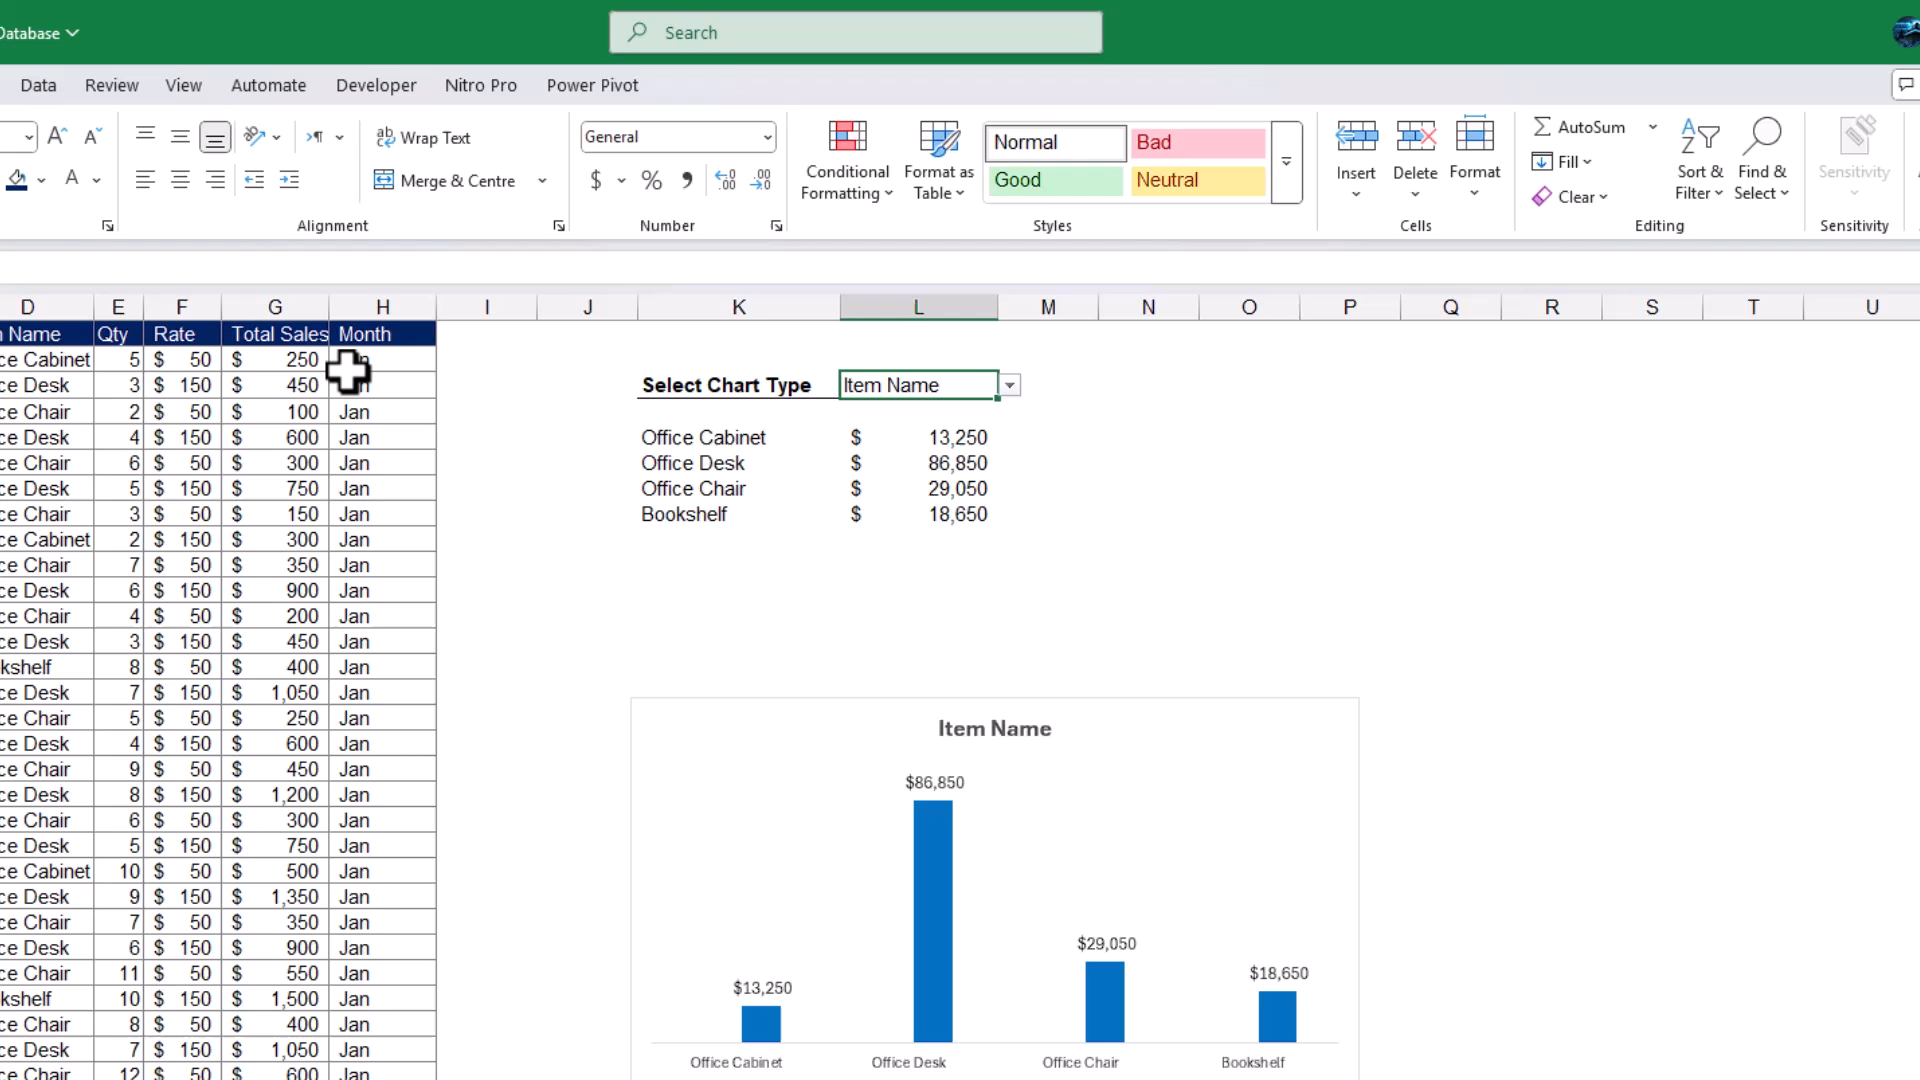 Database
Search
Data Review View Automate Developer Nitro Pro Power Pivot
Wrap Text
General
Normal Bad
AutoSum
Merge & Centre
$ %
Conditional Formatting
Format as Table
Good Neutral
Insert Delete Format
Fill
Sort & Filter
Find & Select
Sensitivity
Clear
Alignment Number Styles Cells Editing Sensitivity
D E F G H I J K L M N O P Q R S T U
Name Qty Rate Total Sales Month
ce Cabinet 5 $ 50 $ 250
ce Desk 3 $ 150 $ 450
ce Chair 2 $ 50 $ 100 Jan
ce Desk 4 $ 150 $ 600 Jan
ce Chair 6 $ 50 $ 300 Jan
ce Desk 5 $ 150 $ 750 Jan
ce Chair 3 $ 50 $ 150 Jan
ce Cabinet 2 $ 150 $ 300 Jan
ce Chair 7 $ 50 $ 350 Jan
ce Desk 6 $ 150 $ 900 Jan
ce Chair 4 $ 50 $ 200 Jan
ce Desk 3 $ 150 $ 450 Jan
kshelf 8 $ 50 $ 400 Jan
ce Desk 7 $ 150 $ 1,050 Jan
ce Chair 5 $ 50 $ 250 Jan
ce Desk 4 $ 150 $ 600 Jan
ce Chair 9 $ 50 $ 450 Jan
ce Desk 8 $ 150 $ 1,200 Jan
ce Chair 6 $ 50 $ 300 Jan
ce Desk 5 $ 150 $ 750 Jan
ce Cabinet 10 $ 50 $ 500 Jan
ce Desk 9 $ 150 $ 1,350 Jan
ce Chair 7 $ 50 $ 350 Jan
ce Desk 6 $ 150 $ 900 Jan
ce Chair 11 $ 50 $ 550 Jan
kshelf 10 $ 150 $ 1,500 Jan
ce Chair 8 $ 50 $ 400 Jan
ce Desk 7 $ 150 $ 1,050 Jan
ce Chair 12 $ 50 $ 600 Jan
Select Chart Type Item Name
Office Cabinet $ 13,250
Office Desk $ 86,850
Office Chair $ 29,050
Bookshelf $ 18,650
Item Name
$86,850
$29,050
$18,650
$13,250
Office Cabinet Office Desk Office Chair Bookshelf